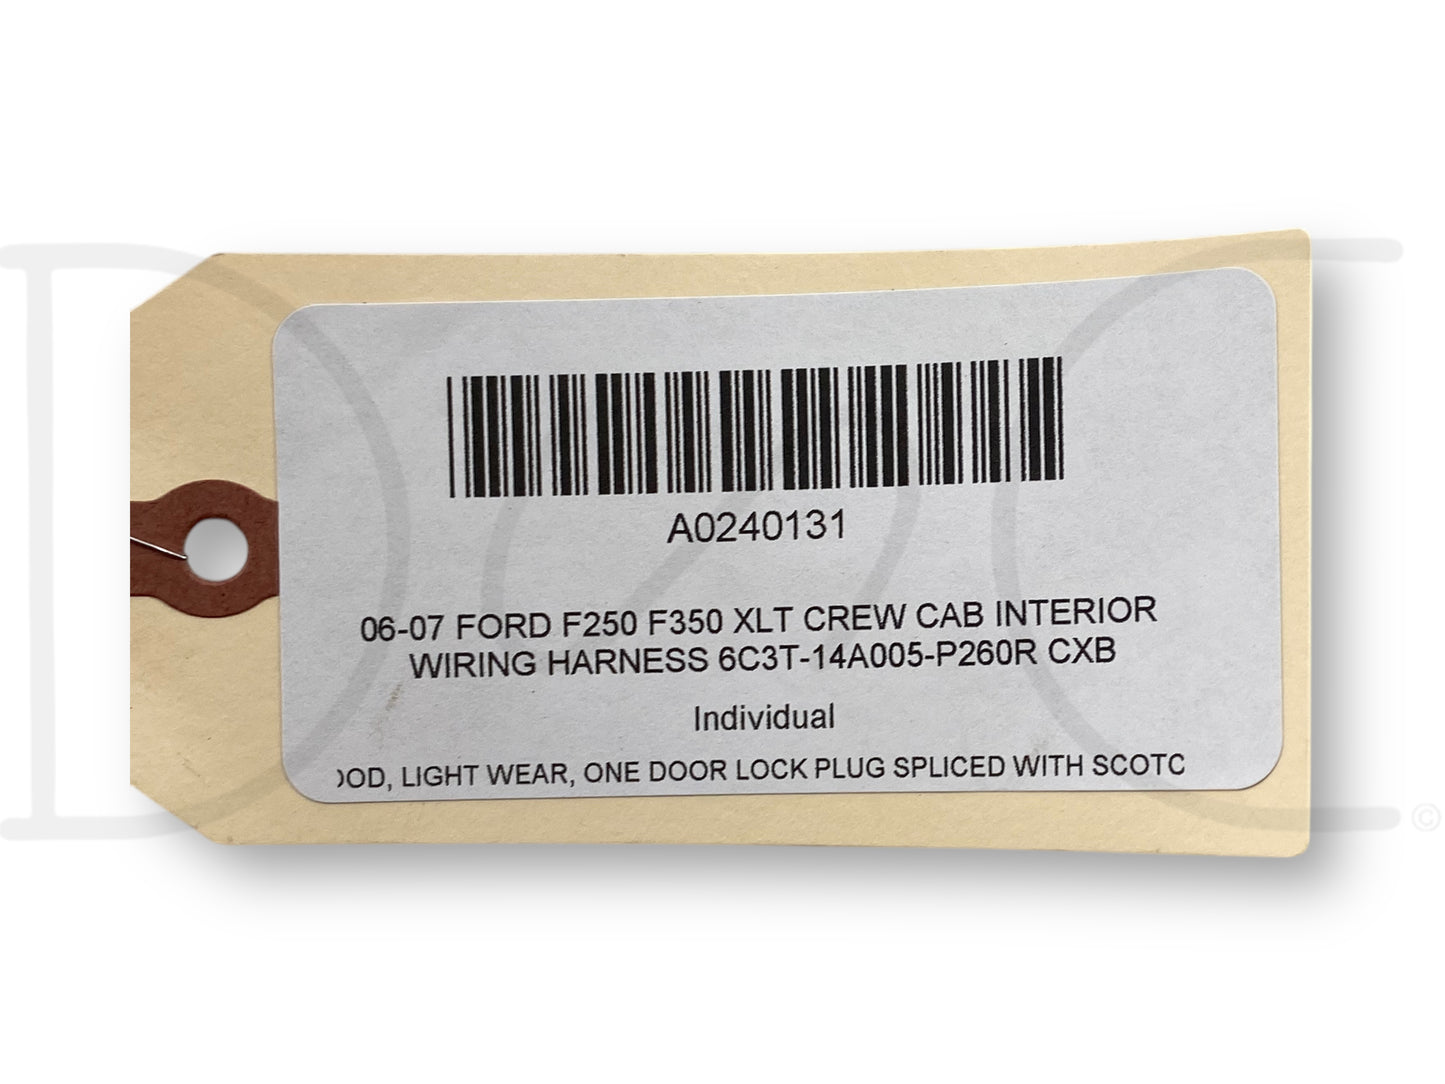 A0240131
06-07 FORD F250 F350 XLT CREW CAB INTERIOR
WIRING HARNESS 6C3T-14A005-P260R CXB
Individual
OOD, LIGHT WEAR, ONE DOOR LOCK PLUG SPLICED WITH SCOTC
©